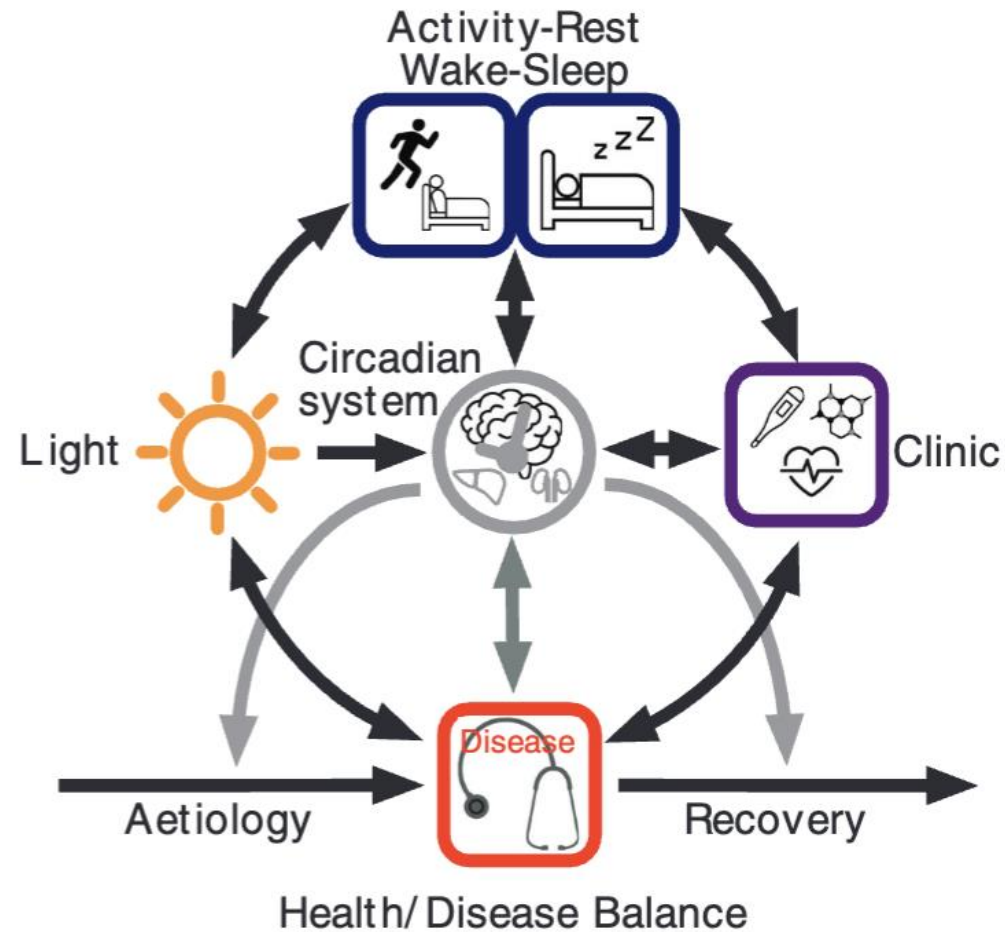 Activity-Rest
Wake-Sleep
z z Z
Circadian
system
Light
Clinic
Disease
Aetiology
Recovery
Health/Disease Balance